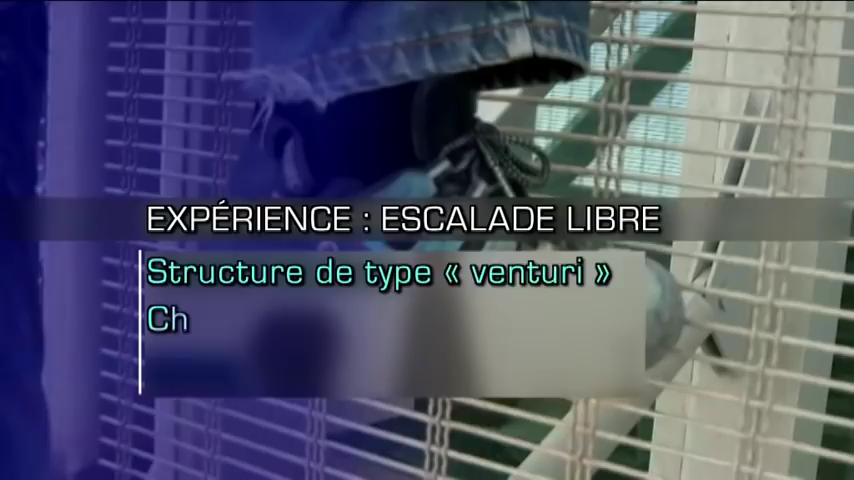 EXPÉRIENCE : ESCALADE LIBRE
Structure de type « venturi »
Ch